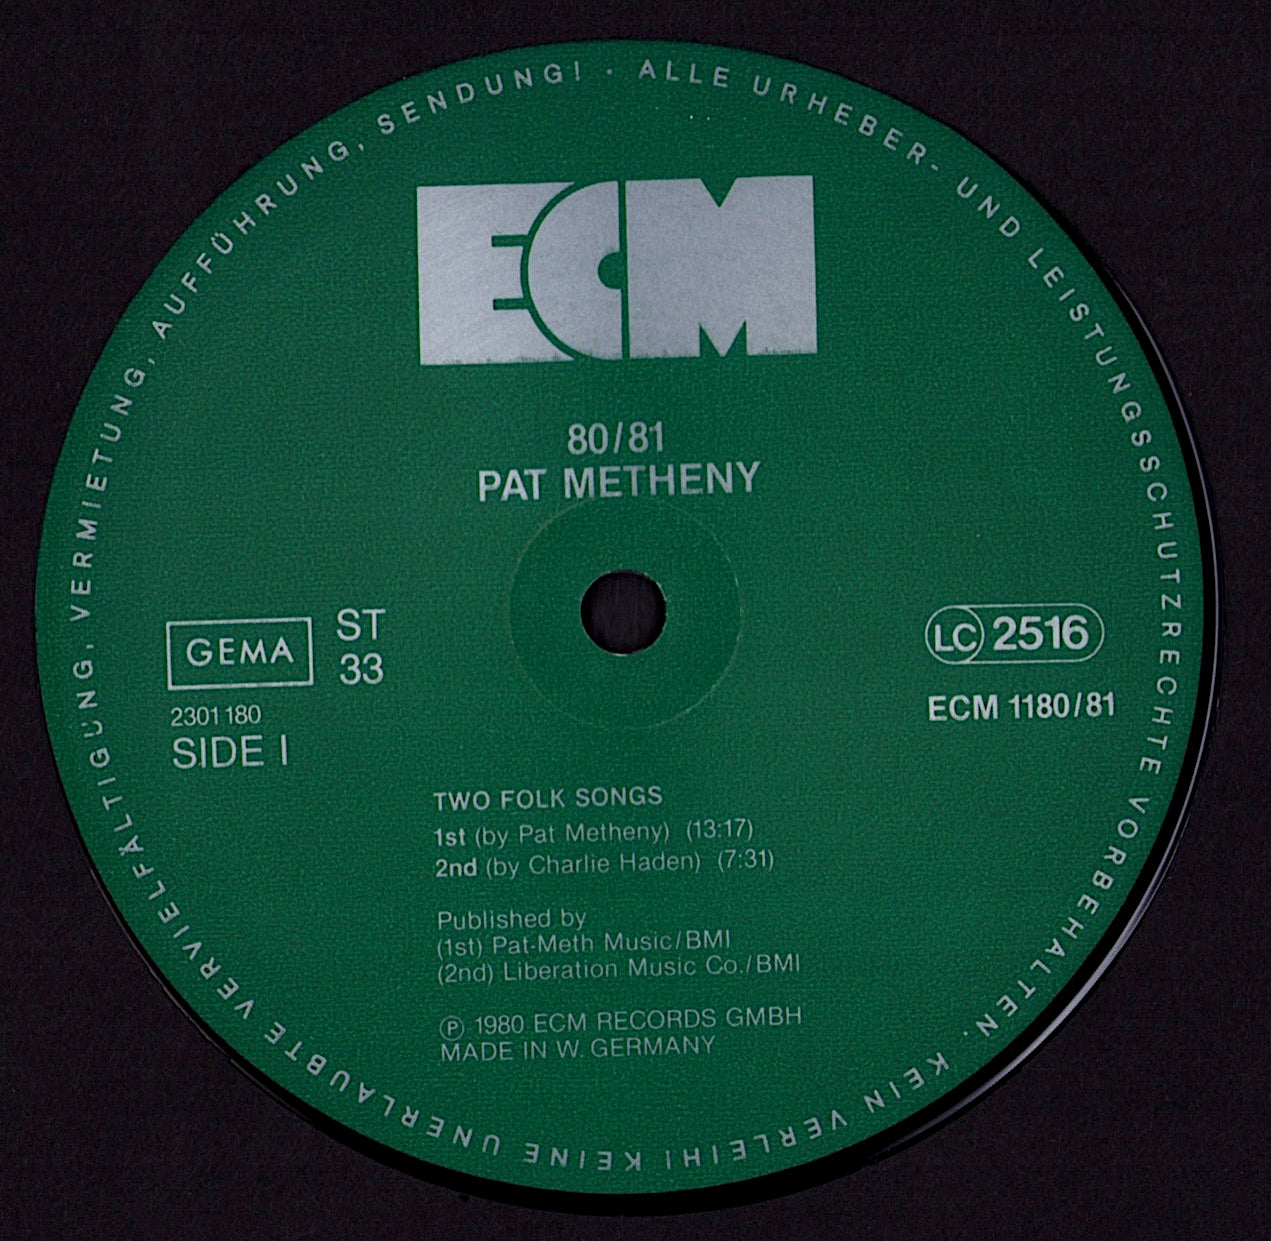 ALLE URHEBER- UND LEISTUNGSSCHUTZRECHTE VORBEHALTEN. KEIN VERLEIH! KEINE UNERLAUBTE VERVIELFÄLTIGUNG, VERMIETUNG, AUFFÜHRUNG, SENDUNG! ·
ECM
80/81
PAT METHENY
GEMA
ST
33
2301 180
SIDE I
LC 2516
ECM 1180/81
TWO FOLK SONGS
1st (by Pat Metheny) (13:17)
2nd (by Charlie Haden) (7:31)
Published by
(1st) Pat-Meth Music/BMI
(2nd) Liberation Music Co./BMI
Ⓟ 1980 ECM RECORDS GMBH
MADE IN W. GERMANY